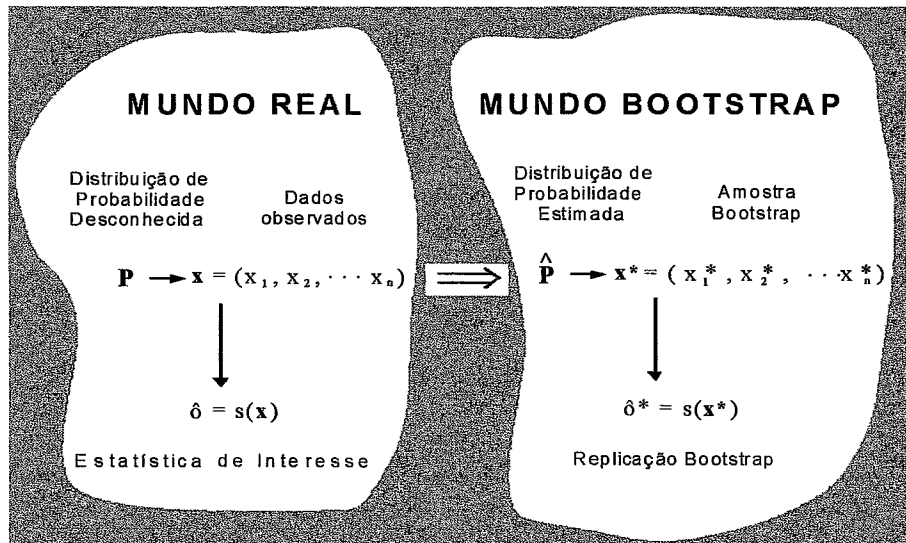 MUNDO REAL
Distribuição de
Probabilidade
Desconhecida
Dados
observados
P → x = (x₁, x₂, ··· xₙ)
ô = s(x)
Estatística de Interesse
MUNDO BOOTSTRAP
Distribuição de
Probabilidade
Estimada
Amostra
Bootstrap
P̂ → x* = ( x₁*, x₂*, ··· xₙ*)
ô* = s(x*)
Replicação Bootstrap